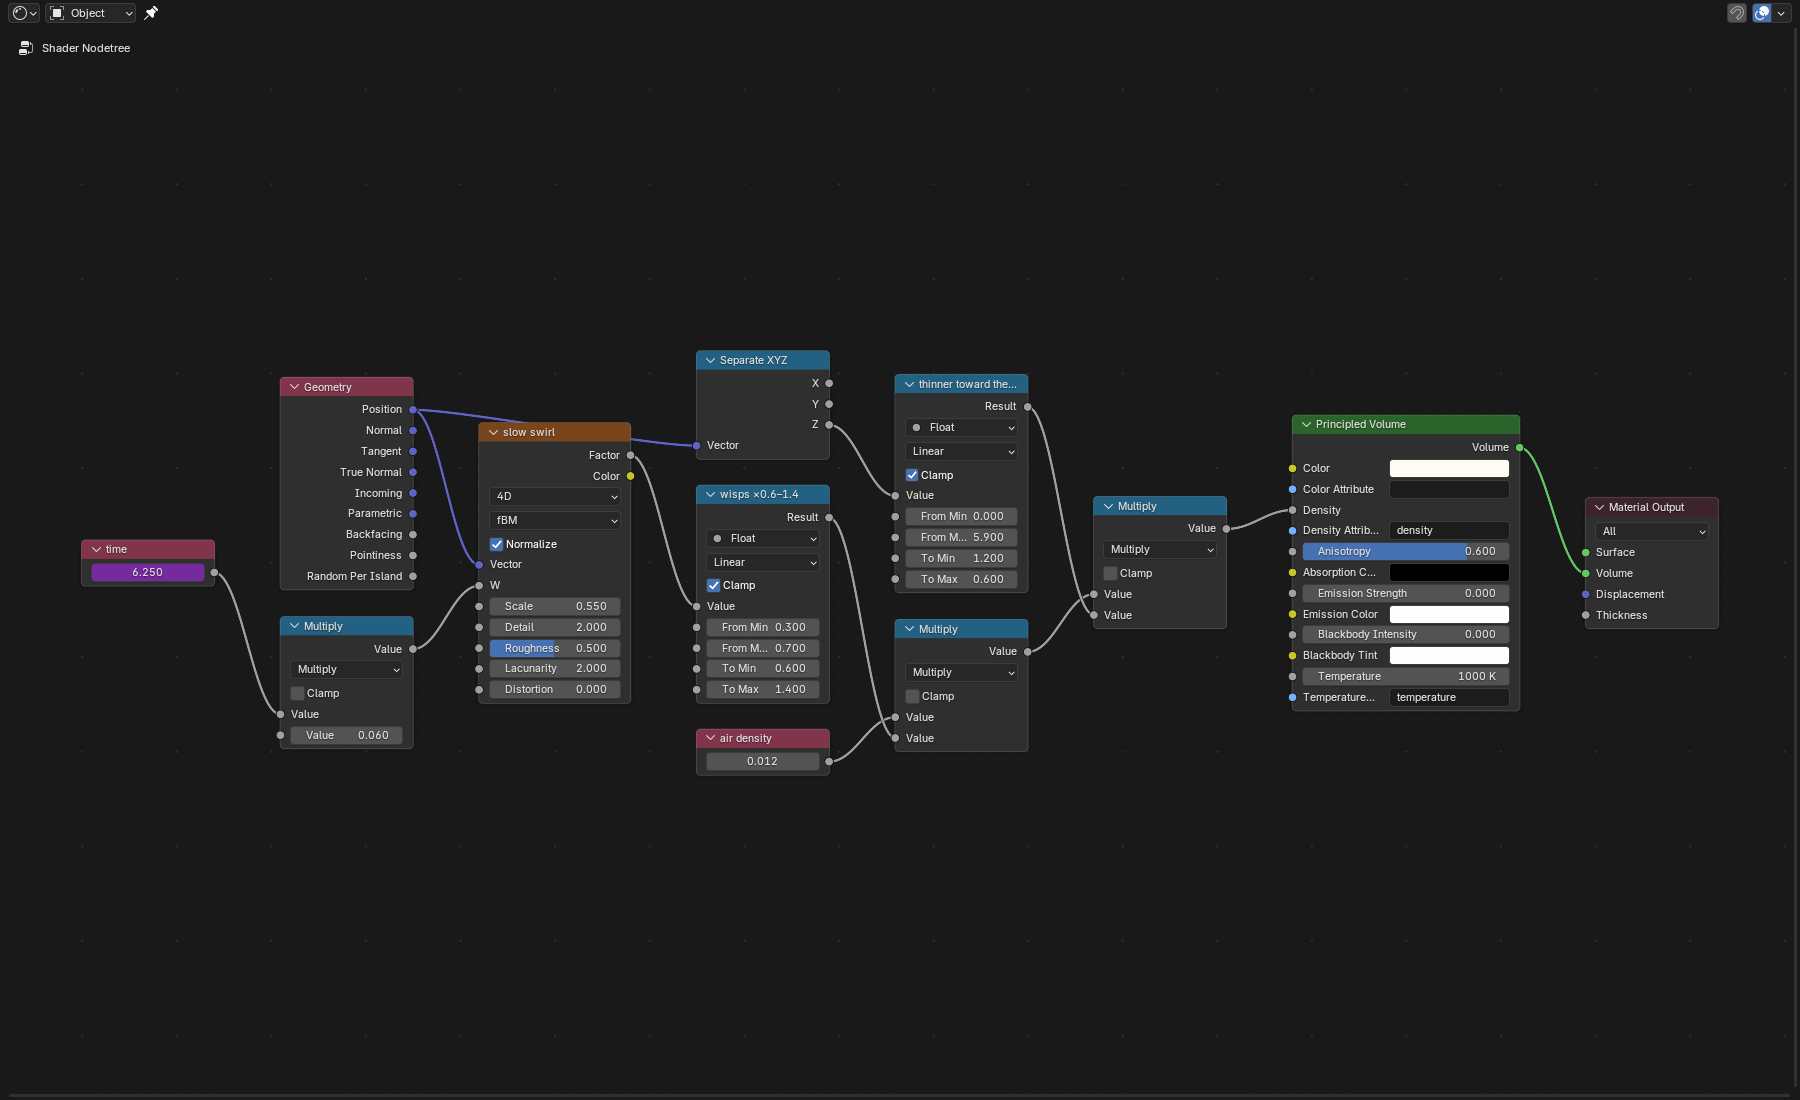 Object
Shader Nodetree
time
6.250
Geometry
Position
Normal
Tangent
True Normal
Incoming
Parametric
Backfacing
Pointiness
Random Per Island
Multiply
Value
Multiply
Clamp
Value
Value 0.060
slow swirl
Factor
Color
4D
fBM
Normalize
Vector
W
Scale 0.550
Detail 2.000
Roughness 0.500
Lacunarity 2.000
Distortion 0.000
Separate XYZ
X
Y
Z
Vector
wisps ×0.6–1.4
Result
Float
Linear
Clamp
Value
From Min 0.300
From M... 0.700
To Min 0.600
To Max 1.400
air density
0.012
thinner toward the...
Result
Float
Linear
Clamp
Value
From Min 0.000
From M... 5.900
To Min 1.200
To Max 0.600
Multiply
Value
Multiply
Clamp
Value
Value
Multiply
Value
Multiply
Clamp
Value
Value
Principled Volume
Volume
Color
Color Attribute
Density
Density Attrib... density
Anisotropy 0.600
Absorption C...
Emission Strength 0.000
Emission Color
Blackbody Intensity 0.000
Blackbody Tint
Temperature 1000 K
Temperature... temperature
Material Output
All
Surface
Volume
Displacement
Thickness